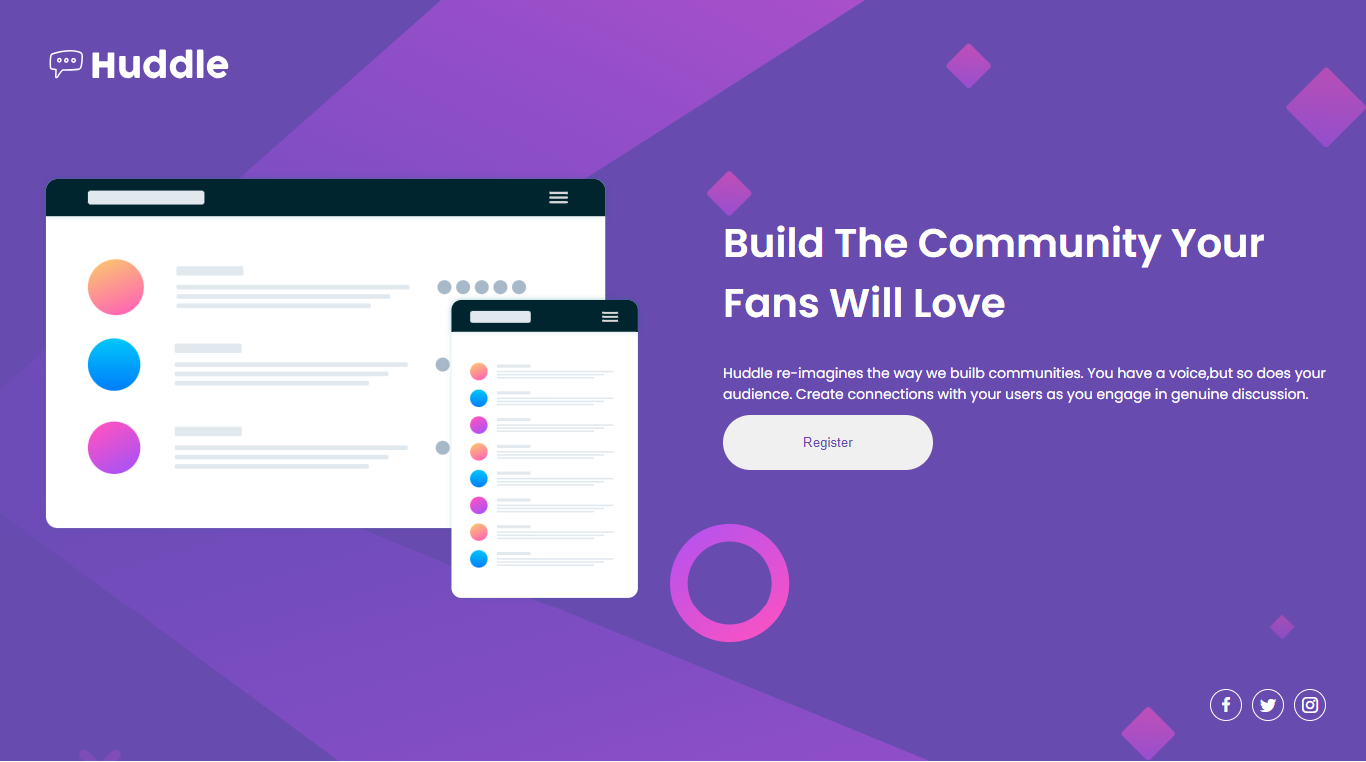 Huddle
Build The Community Your
Fans Will Love
Huddle re-imagines the way we builb communities. You have a voice,but so does your
audience. Create connections with your users as you engage in genuine discussion.
Register